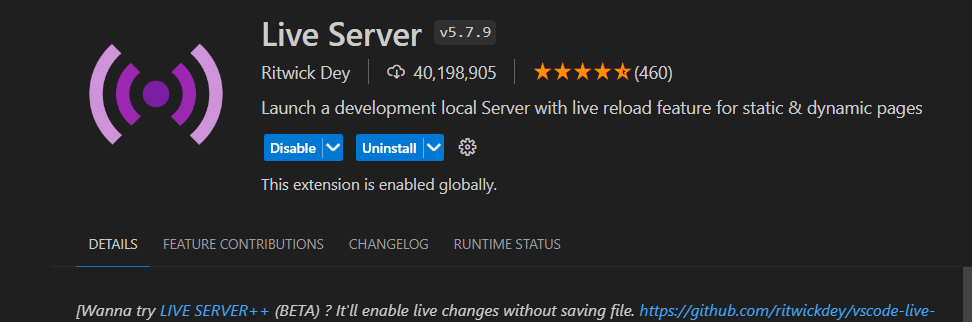 Live Server v5.7.9
Ritwick Dey 40,198,905 (460)
Launch a development local Server with live reload feature for static & dynamic pages
Disable Uninstall
This extension is enabled globally.
DETAILS FEATURE CONTRIBUTIONS CHANGELOG RUNTIME STATUS
[Wanna try LIVE SERVER++ (BETA) ? It'll enable live changes without saving file. https://github.com/ritwickdey/vscode-live-